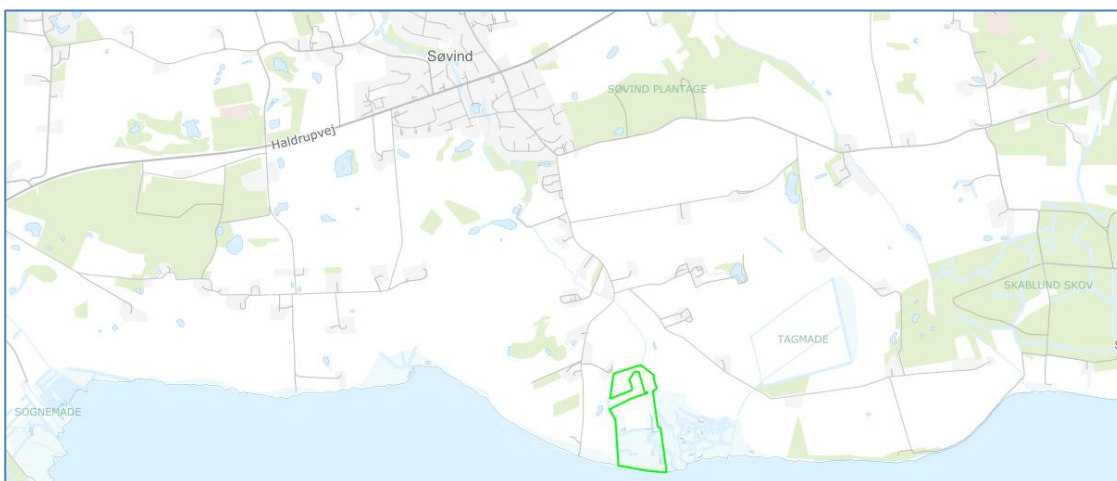 Søvind
SØVIND PLANTAGE
Haldrupvej
SKABLUND SKOV
TAGMADE
SOGNEMADE